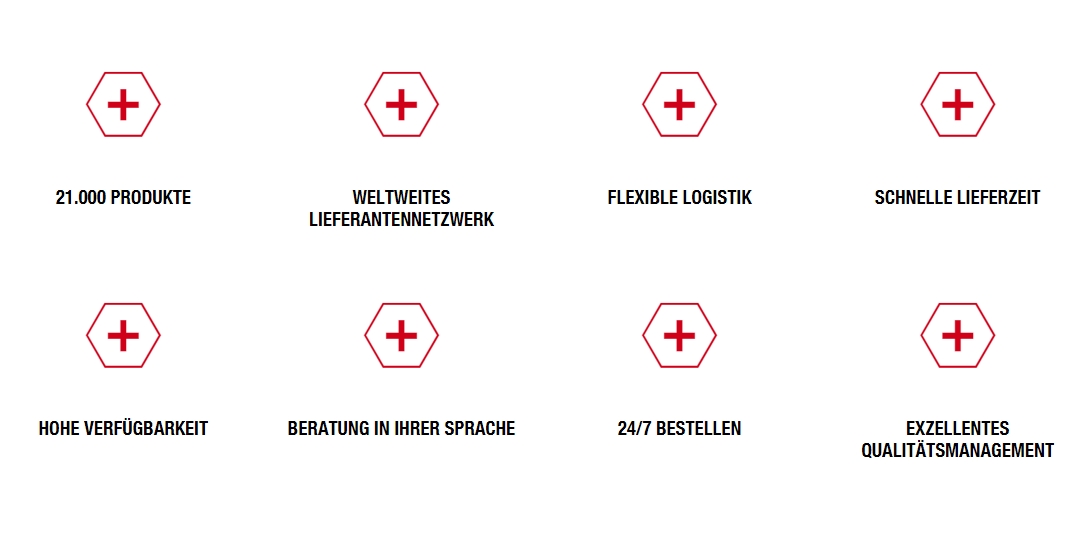 21.000 PRODUKTE
WELTWEITES
LIEFERANTENNETZWERK
FLEXIBLE LOGISTIK
SCHNELLE LIEFERZEIT
HOHE VERFÜGBARKEIT
BERATUNG IN IHRER SPRACHE
24/7 BESTELLEN
EXZELLENTES
QUALITÄTSMANAGEMENT